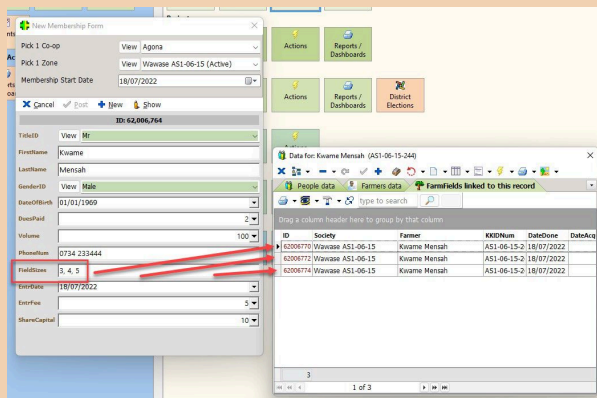 New Membership Form
Pick 1 Co-op View Agona
Pick 1 Zone View Wawase AS1-06-15 (Active)
Membership Start Date 18/07/2022
Cancel Post New Show
ID: 62,006,764
TitleID View Mr
FirstName Kwame
LastName Mensah
GenderID View Male
DateOfBirth 01/01/1969
DuesPaid 2
Volume 100
PhoneNum 0734 233444
FieldSizes 3, 4, 5
EntrDate 18/07/2022
EntrFee 5
ShareCapital 10
Actions
Reports /
Dashboards
Actions
Reports /
Dashboards
District
Elections
Data for: Kwame Mensah (AS1-06-15-244)
People data Farmers data FarmFields linked to this record
type to search
Drag a column header here to group by that column
ID Society Farmer KKIDNum DateDone DateAcq
62006770 Wawase AS1-06-15 Kwame Mensah AS1-06-15-2 18/07/2022
62006772 Wawase AS1-06-15 Kwame Mensah AS1-06-15-2 18/07/2022
62006774 Wawase AS1-06-15 Kwame Mensah AS1-06-15-2 18/07/2022
3
1 of 3